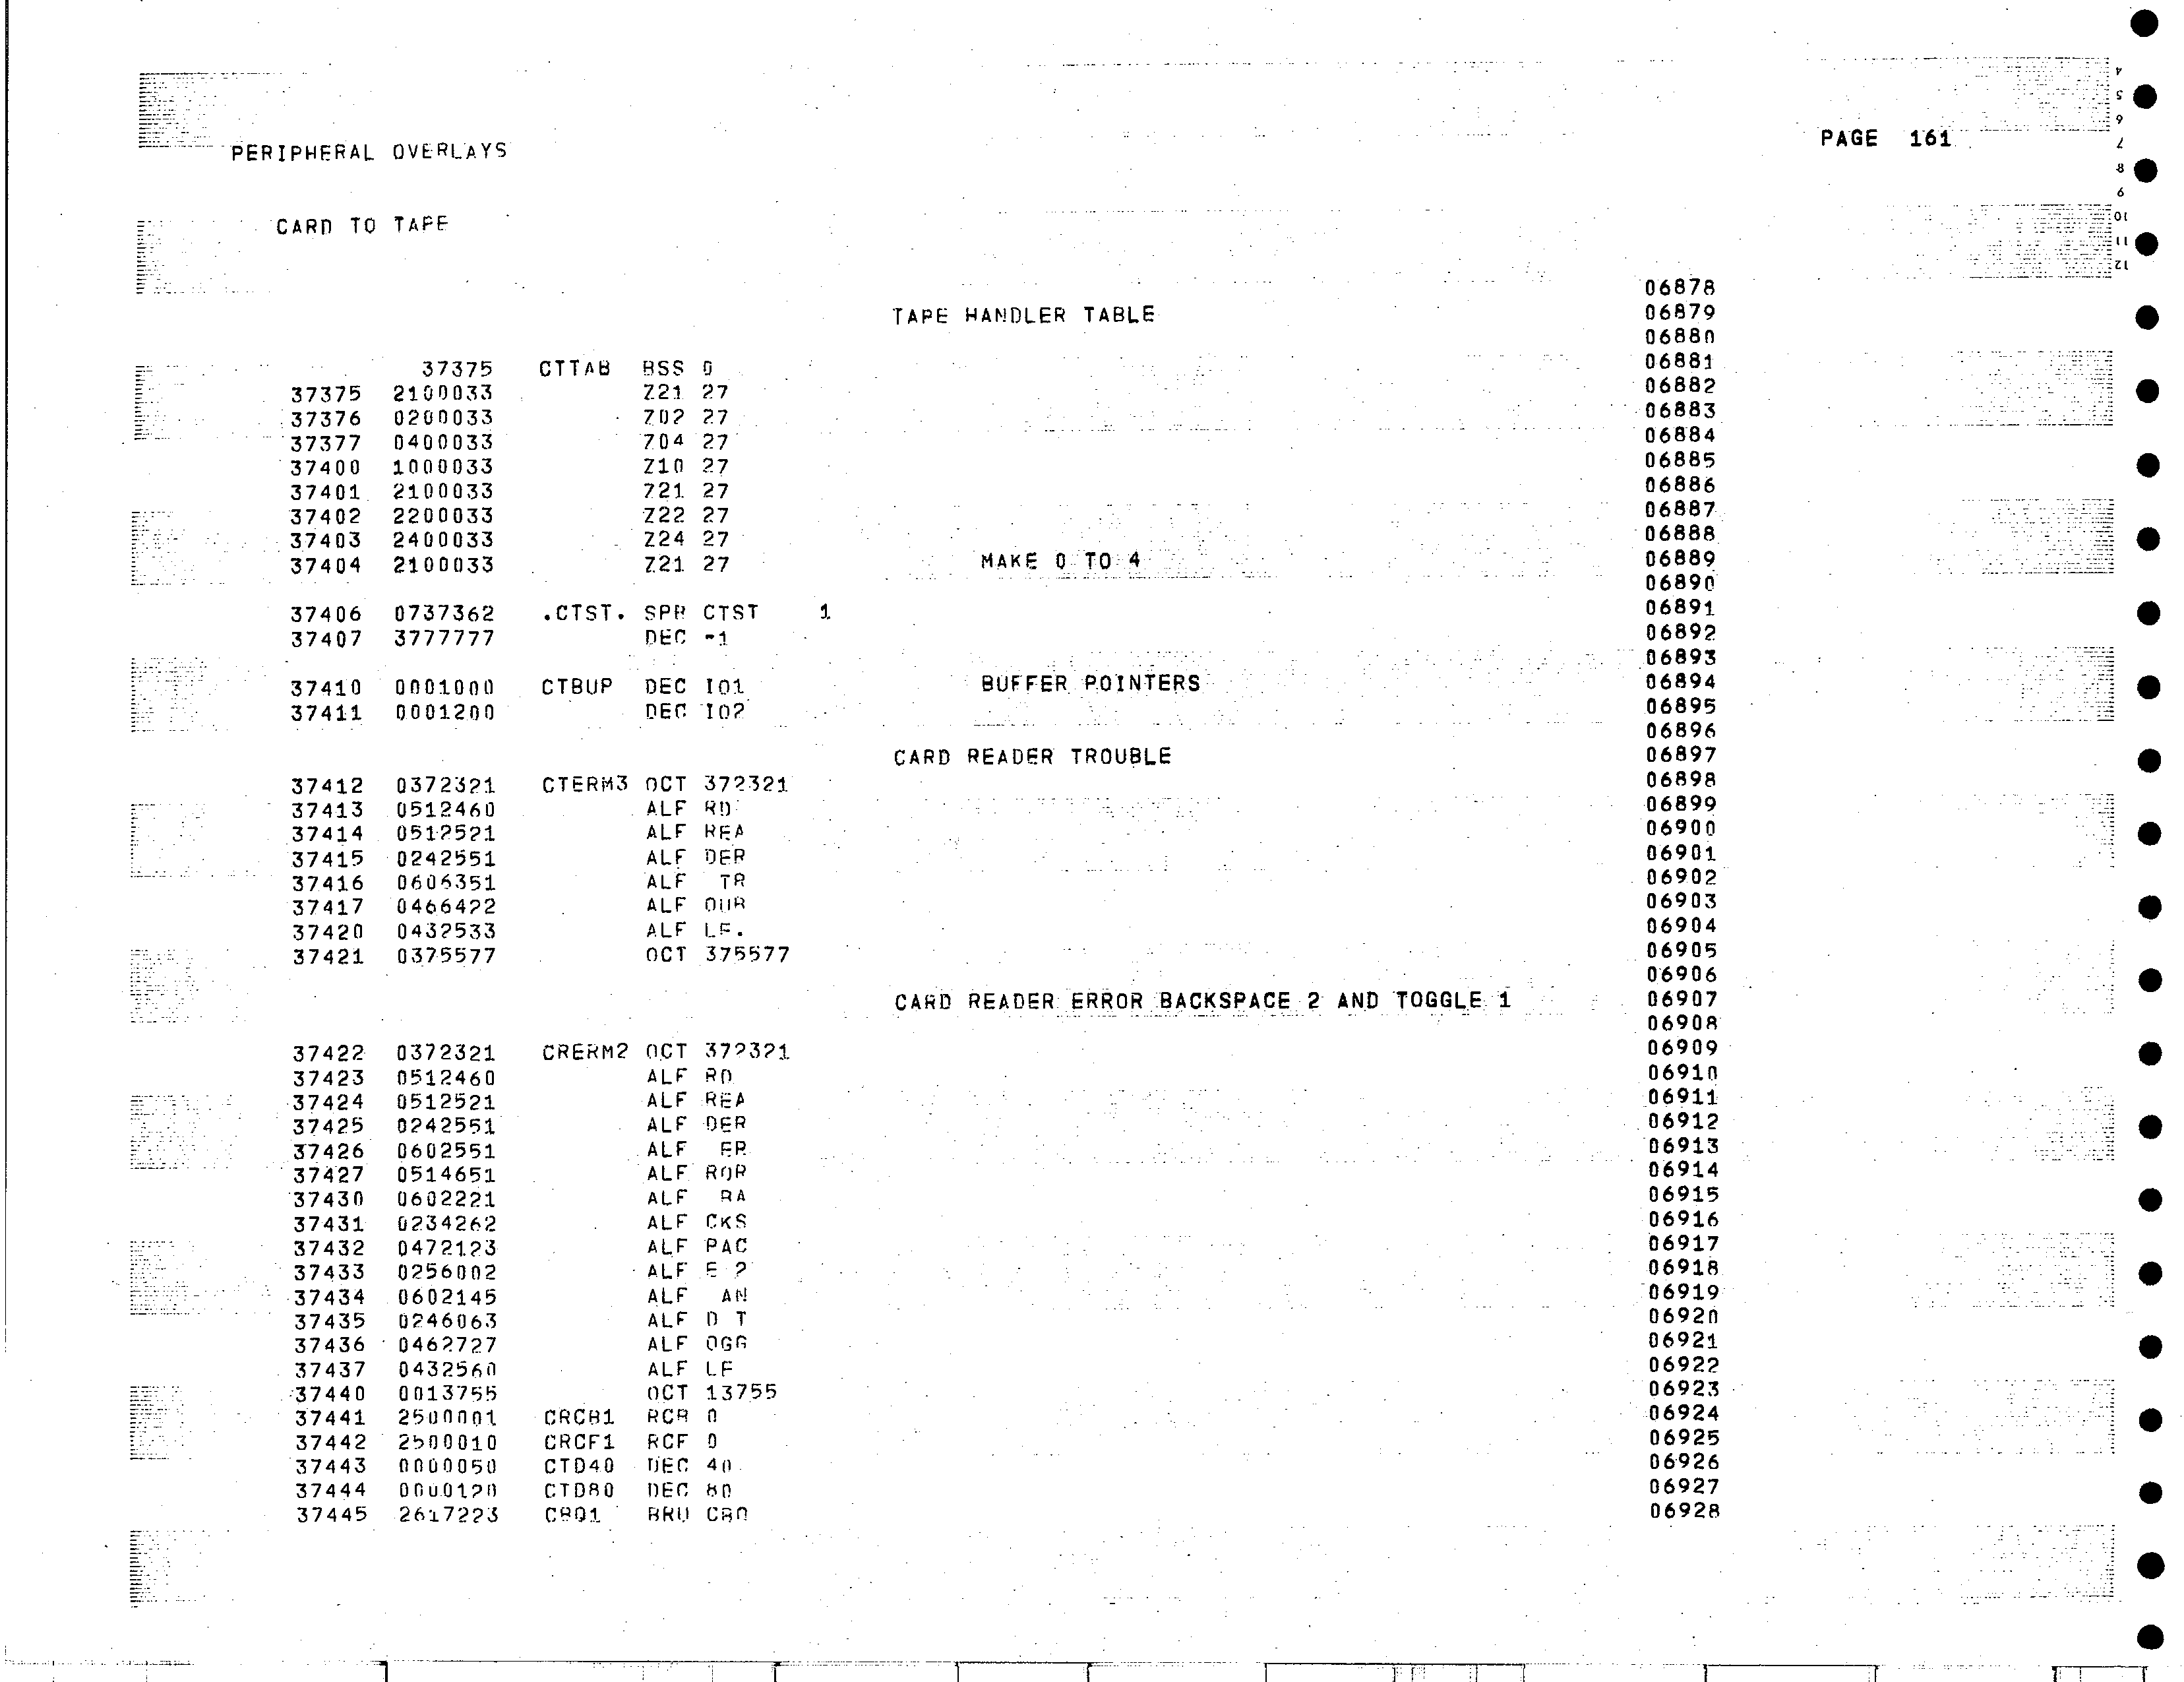 PAGE 161
PERIPHERAL OVERLAYS
CARD TO TAPE
06878
TAPE HANDLER TABLE 06879
06880
37375 CTTAB BSS 0 06881
37375 2100033 Z21 27 06882
37376 0200033 Z02 27 06883
37377 0400033 Z04 27 06884
37400 1000033 Z10 27 06885
37401 2100033 Z21 27 06886
37402 2200033 Z22 27 06887
37403 2400033 Z24 27 06888
37404 2100033 Z21 27 MAKE 0 TO 4 06889
06890
37406 0737362 .CTST. SPR CTST 1 06891
37407 3777777 DEC -1 06892
06893
37410 0001000 CTBUP DEC IO1 BUFFER POINTERS 06894
37411 0001200 DEC IO2 06895
06896
CARD READER TROUBLE 06897
37412 0372321 CTERM3 OCT 372321 06898
37413 0512460 ALF RD 06899
37414 0512521 ALF REA 06900
37415 0242551 ALF DER 06901
37416 0606351 ALF TR 06902
37417 0466422 ALF OUB 06903
37420 0432533 ALF LE. 06904
37421 0375577 OCT 375577 06905
06906
CARD READER ERROR BACKSPACE 2 AND TOGGLE 1 06907
06908
37422 0372321 CRERM2 OCT 372321 06909
37423 0512460 ALF RD 06910
37424 0512521 ALF REA 06911
37425 0242551 ALF DER 06912
37426 0602551 ALF ER 06913
37427 0514651 ALF ROR 06914
37430 0602221 ALF BA 06915
37431 0234262 ALF CKS 06916
37432 0472123 ALF PAC 06917
37433 0256002 ALF E 2 06918
37434 0602145 ALF AN 06919
37435 0246063 ALF D T 06920
37436 0462727 ALF OGG 06921
37437 0432560 ALF LE 06922
37440 0013755 OCT 13755 06923
37441 2500001 CRCB1 RCB 0 06924
37442 2500010 CRCF1 RCF 0 06925
37443 0000050 CTD40 DEC 40 06926
37444 0000120 CTD80 DEC 80 06927
37445 2617223 CBQ1 BRU CBQ 06928
4
5
6
7
8
9
10
11
12